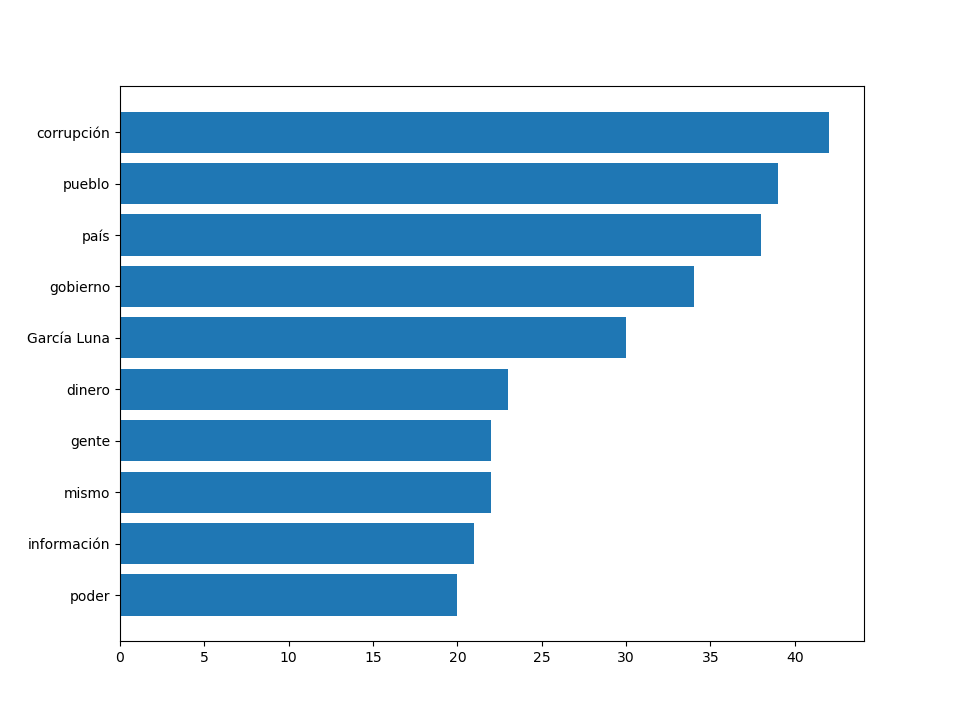 corrupción
pueblo
país
gobierno
García Luna
dinero
gente
mismo
información
poder
0 5 10 15 20 25 30 35 40